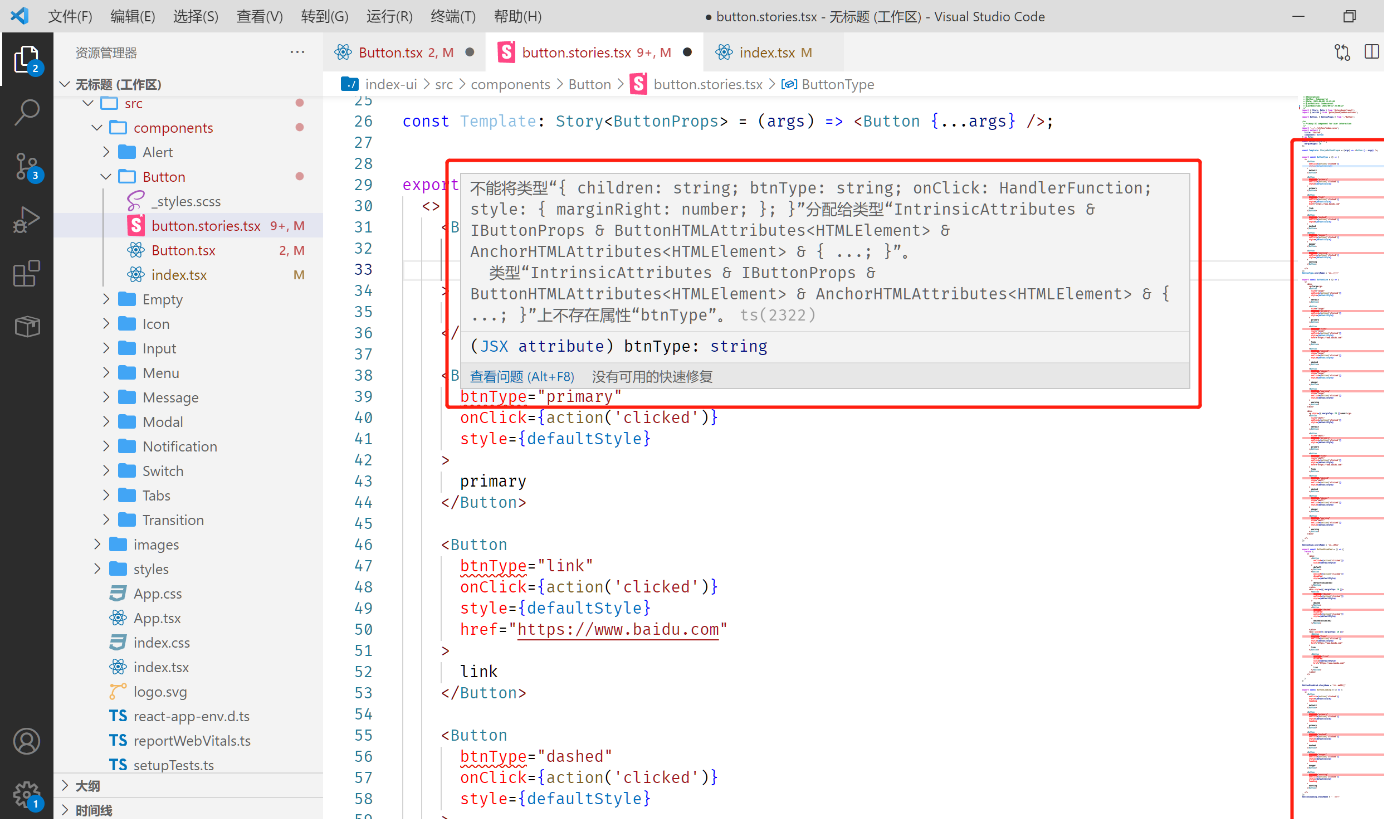 文件(F) 编辑(E) 选择(S) 查看(V) 转到(G) 运行(R) 终端(T) 帮助(H) ● button.stories.tsx - 无标题 (工作区) - Visual Studio Code
资源管理器 ···
Button.tsx 2, M ●
button.stories.tsx 9+, M ●
index.tsx M
index-ui > src > components > Button > button.stories.tsx > ButtonType
2
3
1
无标题 (工作区)
src
components
Alert
Button
_styles.scss
button.stories.tsx 9+, M
Button.tsx 2, M
index.tsx M
Empty
Icon
Input
Menu
Message
Modal
Notification
Switch
Tabs
Transition
images
styles
App.css
App.tsx
index.css
index.tsx
logo.svg
TS react-app-env.d.ts
TS reportWebVitals.ts
TS setupTests.ts
大纲
时间线
25
26 const Template: Story<ButtonProps> = (args) => <Button {...args} />;
27
28
29 export
30 <>
31 <B
32
33
34 >
35
36 </
37
38 <B
不能将类型“{ children: string; btnType: string; onClick: HandlerFunction;
style: { marginRight: number; }; }”分配给类型“IntrinsicAttributes &
IButtonProps & ButtonHTMLAttributes<HTMLElement> &
AnchorHTMLAttributes<HTMLElement> & { ...; }”。
类型“IntrinsicAttributes & IButtonProps &
ButtonHTMLAttributes<HTMLElement> & AnchorHTMLAttributes<HTMLElement> & {
...; }”上不存在属性“btnType”。 ts(2322)
(JSX attribute) btnType: string
查看问题 (Alt+F8) 没有可用的快速修复
39 btnType="primary"
40 onClick={action('clicked')}
41 style={defaultStyle}
42 >
43 primary
44 </Button>
45
46 <Button
47 btnType="link"
48 onClick={action('clicked')}
49 style={defaultStyle}
50 href="https://www.baidu.com"
51 >
52 link
53 </Button>
54
55 <Button
56 btnType="dashed"
57 onClick={action('clicked')}
58 style={defaultStyle}
59 >